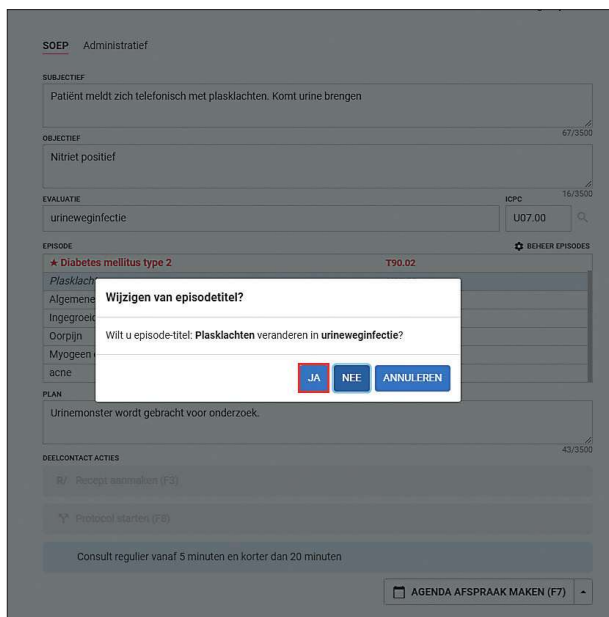 SOEP Administratief
SUBJECTIEF
Patiënt meldt zich telefonisch met plasklachten. Komt urine brengen
67/3500
OBJECTIEF
Nitriet positief
16/3500
EVALUATIE ICPC
urineweginfectie U07.00
EPISODE BEHEER EPISODES
★ Diabetes mellitus type 2 T90.02
Plasklach
Algemene
Ingegroeid
Oorpijn
Myogeen
acne
Wijzigen van episodetitel?
Wilt u episode-titel: Plasklachten veranderen in urineweginfectie?
JA NEE ANNULEREN
PLAN
Urinemonster wordt gebracht voor onderzoek.
43/3500
DEELCONTACT ACTIES
R/ Recept aanmaken (F3)
Protocol starten (F8)
Consult regulier vanaf 5 minuten en korter dan 20 minuten
AGENDA AFSPRAAK MAKEN (F7)